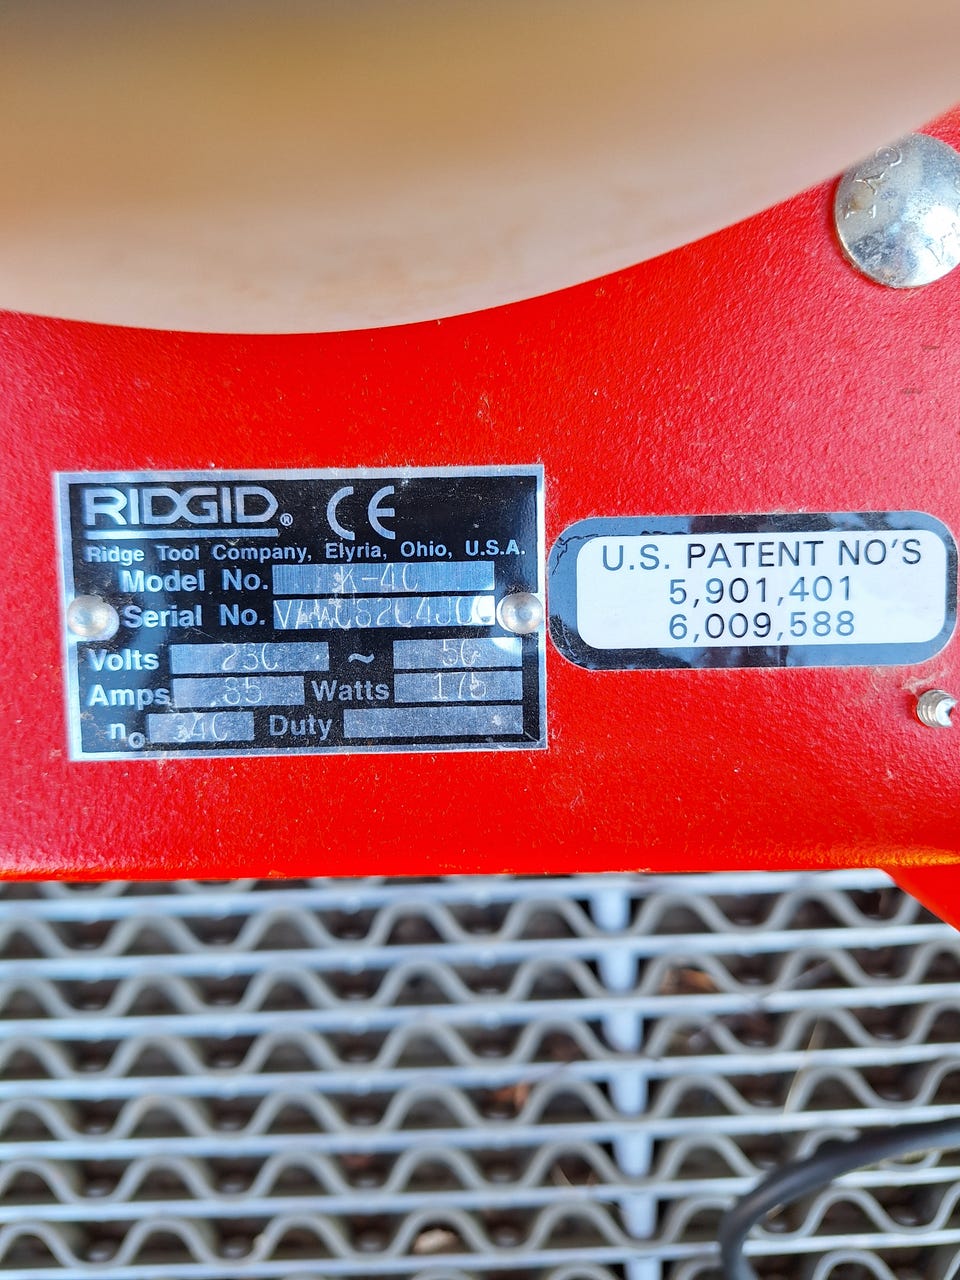 RIDGID® CE
Ridge Tool Company, Elyria, Ohio, U.S.A.
Model No. K-40
Serial No.
Volts 230 ~ 50
Amps .85 Watts 175
no 340 Duty
U.S. PATENT NO'S
5,901,401
6,009,588